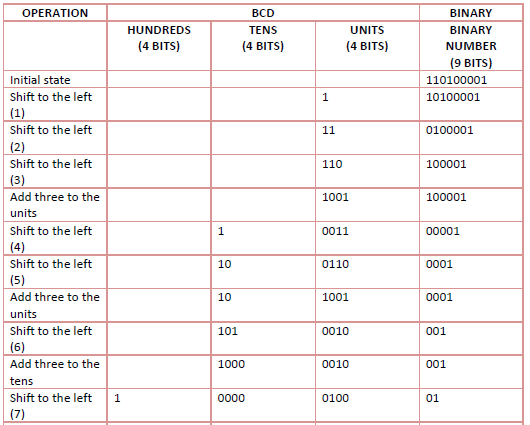 OPERATION BCD BINARY
HUNDREDS (4 BITS) TENS (4 BITS) UNITS (4 BITS) BINARY NUMBER (9 BITS)
Initial state 110100001
Shift to the left (1) 1 10100001
Shift to the left (2) 11 0100001
Shift to the left (3) 110 100001
Add three to the units 1001 100001
Shift to the left (4) 1 0011 00001
Shift to the left (5) 10 0110 0001
Add three to the units 10 1001 0001
Shift to the left (6) 101 0010 001
Add three to the tens 1000 0010 001
Shift to the left (7) 1 0000 0100 01